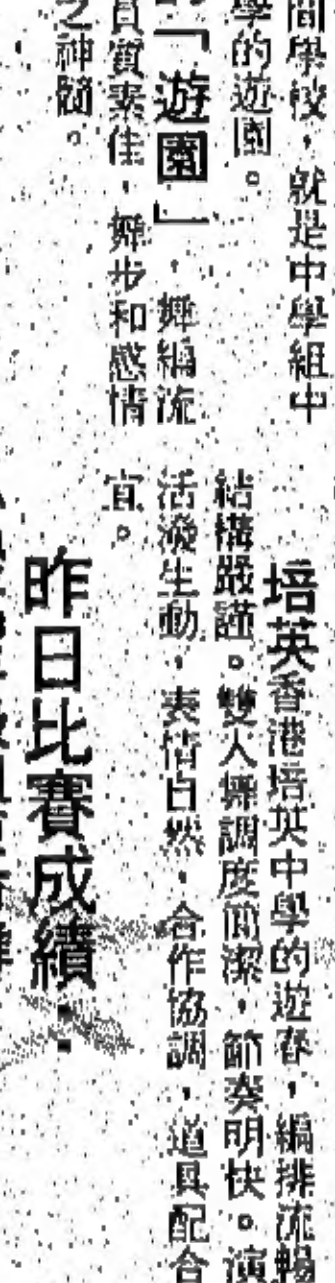 間學校，就是中學組中
學的遊園。
「遊園」，舞編流
員質素佳，舞步和感情
之神髓。
培英香港培英中學的遊春，編排流暢
結構嚴謹。雙人舞調度簡潔，節奏明快。演
活潑生動，表情自然，合作協調，道具配合
宜。
昨日比賽成績：